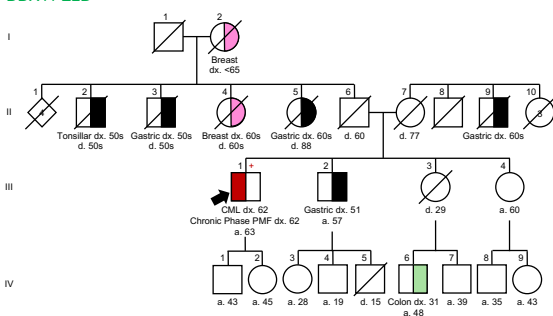 I
1
2
Breast
dx. <65
II
1
2
3
4
5
6
7
8
9
10
4
3
Tonsillar dx. 50s
d. 50s
Gastric dx. 50s
d. 50s
Breast dx. 60s
d. 60s
Gastric dx. 60s
d. 88
d. 60
d. 77
Gastric dx. 60s
III
1
+
2
3
4
CML dx. 62
Chronic Phase PMF dx. 62
a. 63
Gastric dx. 51
a. 57
d. 29
a. 60
IV
1
2
3
4
5
6
7
8
9
a. 43
a. 45
a. 28
a. 19
d. 15
Colon dx. 31
a. 48
a. 39
a. 35
a. 43